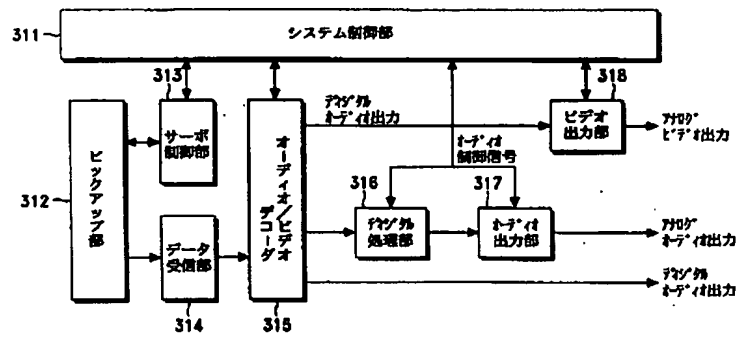 311
システム制御部
313
318
ディジタル
オーディオ出力
ビデオ
出力部
アナログ
ビデオ出力
サーボ
制御部
オーディオ
制御信号
312
ピックアップ部
オーディオ/ビデオ
デコーダ
316
317
ディジタル
処理部
オーディオ
出力部
アナログ
オーディオ出力
データ
受信部
ディジタル
オーディオ出力
314
315